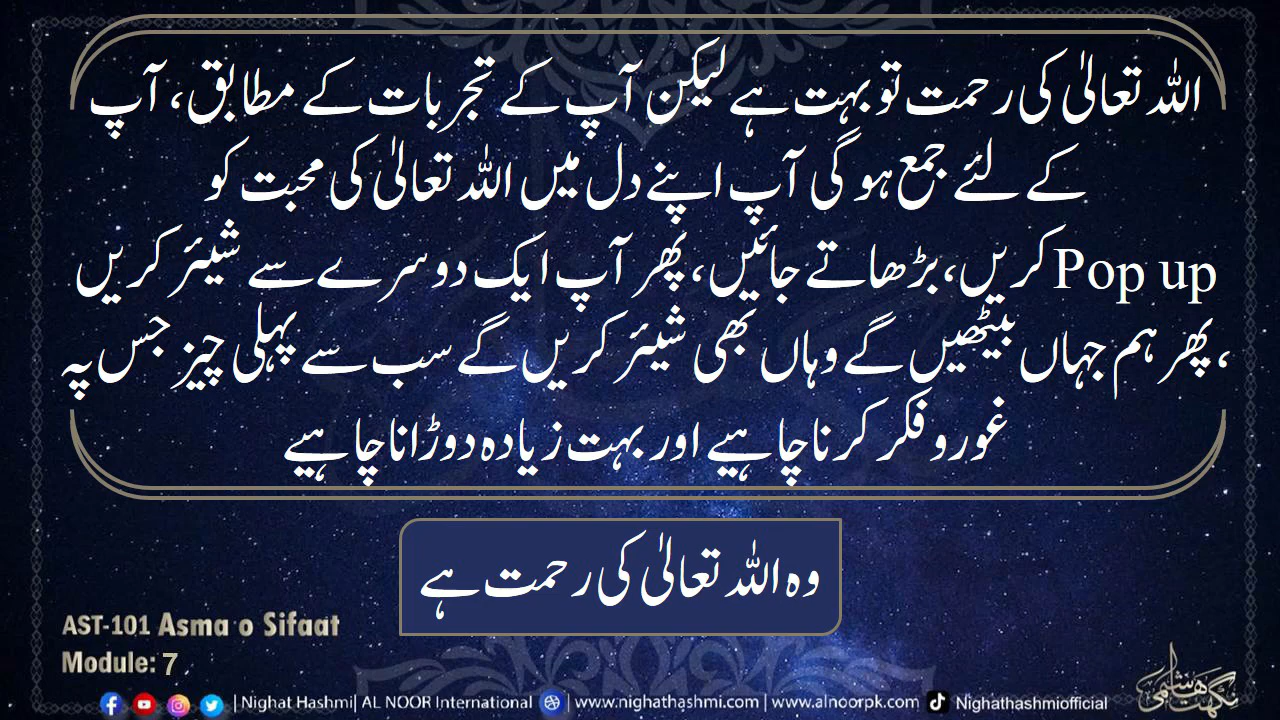 اللہ تعالیٰ کی رحمت تو بہت ہے لیکن آپ کے تجربات کے مطابق، آپ
کے لئے جمع ہو گی آپ اپنے دل میں اللہ تعالیٰ کی محبت کو
Pop up کریں، بڑھاتے جائیں، پھر آپ ایک دوسرے سے شیئر کریں
،پھر ہم جہاں بیٹھیں گے وہاں بھی شیئر کریں گے سب سے پہلی چیز جس پہ
غور و فکر کرنا چاہیے اور بہت زیادہ دوڑانا چاہیے
وہ اللہ تعالیٰ کی رحمت ہے
AST-101 Asma o Sifaat
Module: 7
| Nighat Hashmi| AL NOOR International | www.nighathashmi.com | www.alnoorpk.com Nighathashmiofficial
نگہت ہاشمی